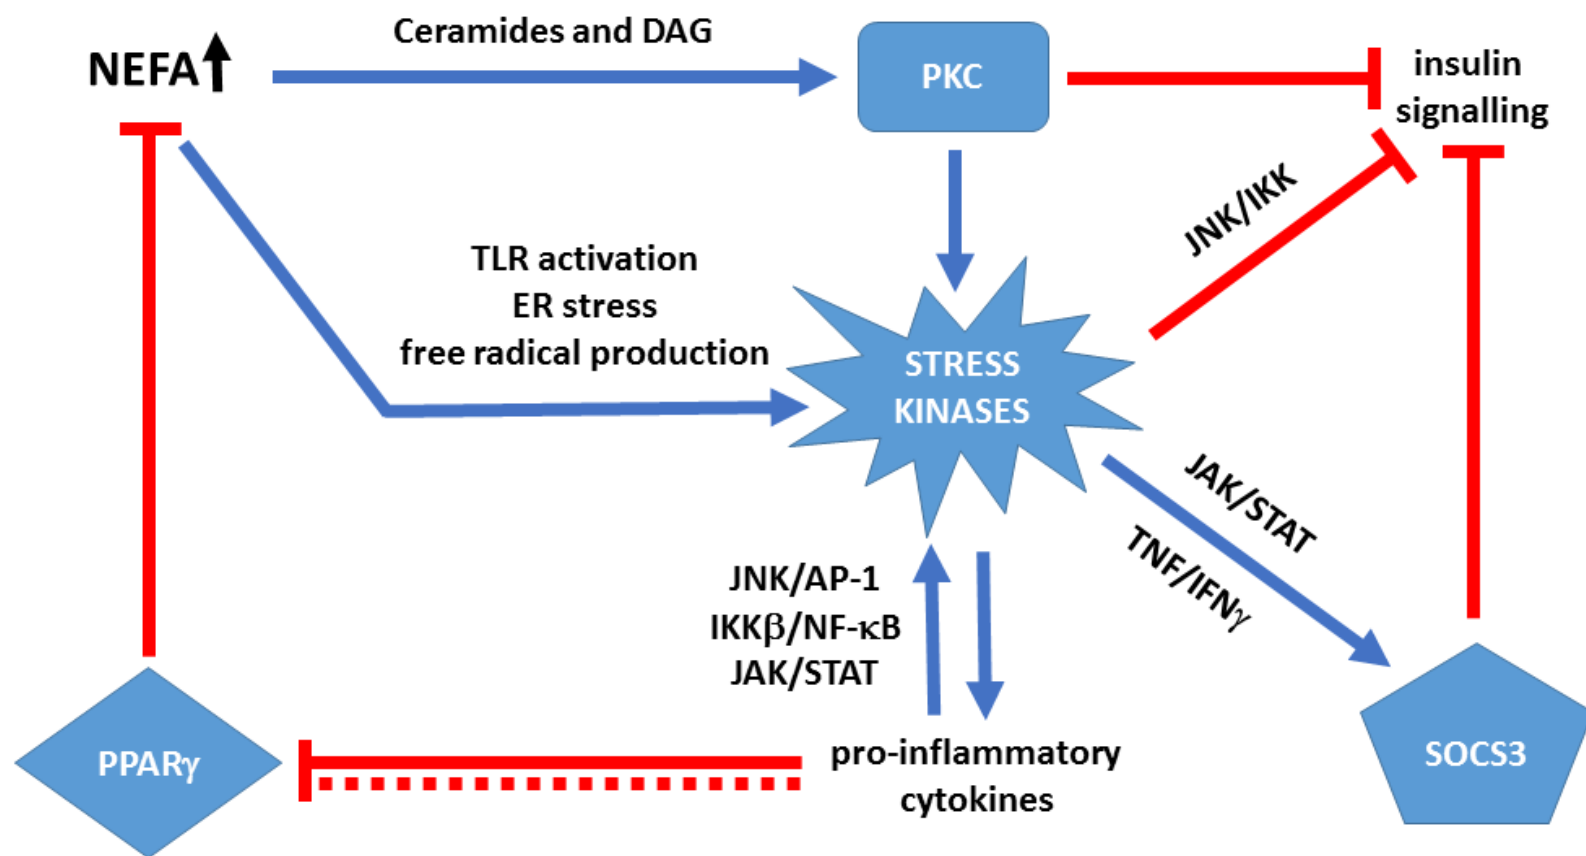 Ceramides and DAG
NEFA
PKC
insulin
signalling
JNK/IKK
TLR activation
ER stress
free radical production
STRESS
KINASES
JAK/STAT
TNF/IFNγ
JNK/AP-1
IKKβ/NF-κB
JAK/STAT
PPARγ
pro-inflammatory
cytokines
SOCS3